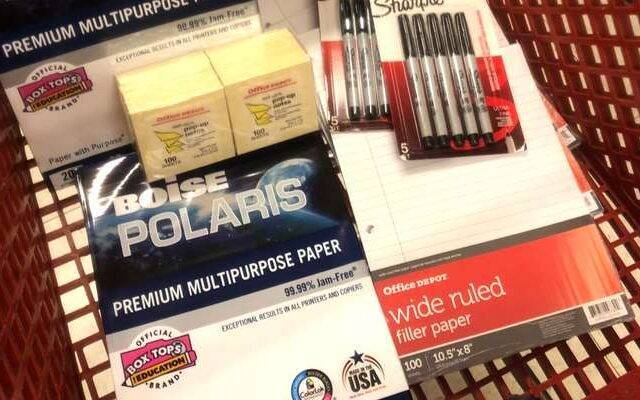 PREMIUM MULTIPURPOSE
99.99% Jam-Free®
EXCEPTIONAL RESULTS IN ALL PRINTERS
OFFICIAL
BOX TOPS
EDUCATION
BRAND
Paper with Purpose
20
Office DEPOT
pop-up
notes
100
Office DEPOT
pop-up
notes
100
Sharpie
5
5
BOISE
POLARIS®
PREMIUM MULTIPURPOSE PAPER
99.99% Jam-Free®
EXCEPTIONAL RESULTS IN ALL PRINTERS AND COPIERS
OFFICIAL
BOX TOPS
EDUCATION
BRAND
ColorLok
MADE IN THE
USA
Office DEPOT
wide ruled
filler paper
100
10.5" x 8"